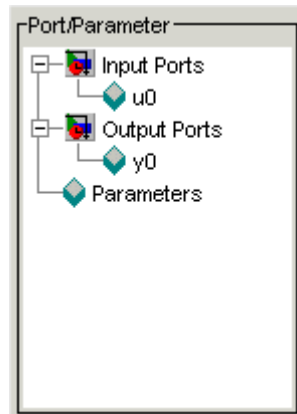 Port/Parameter
Input Ports
u0
Output Ports
y0
Parameters